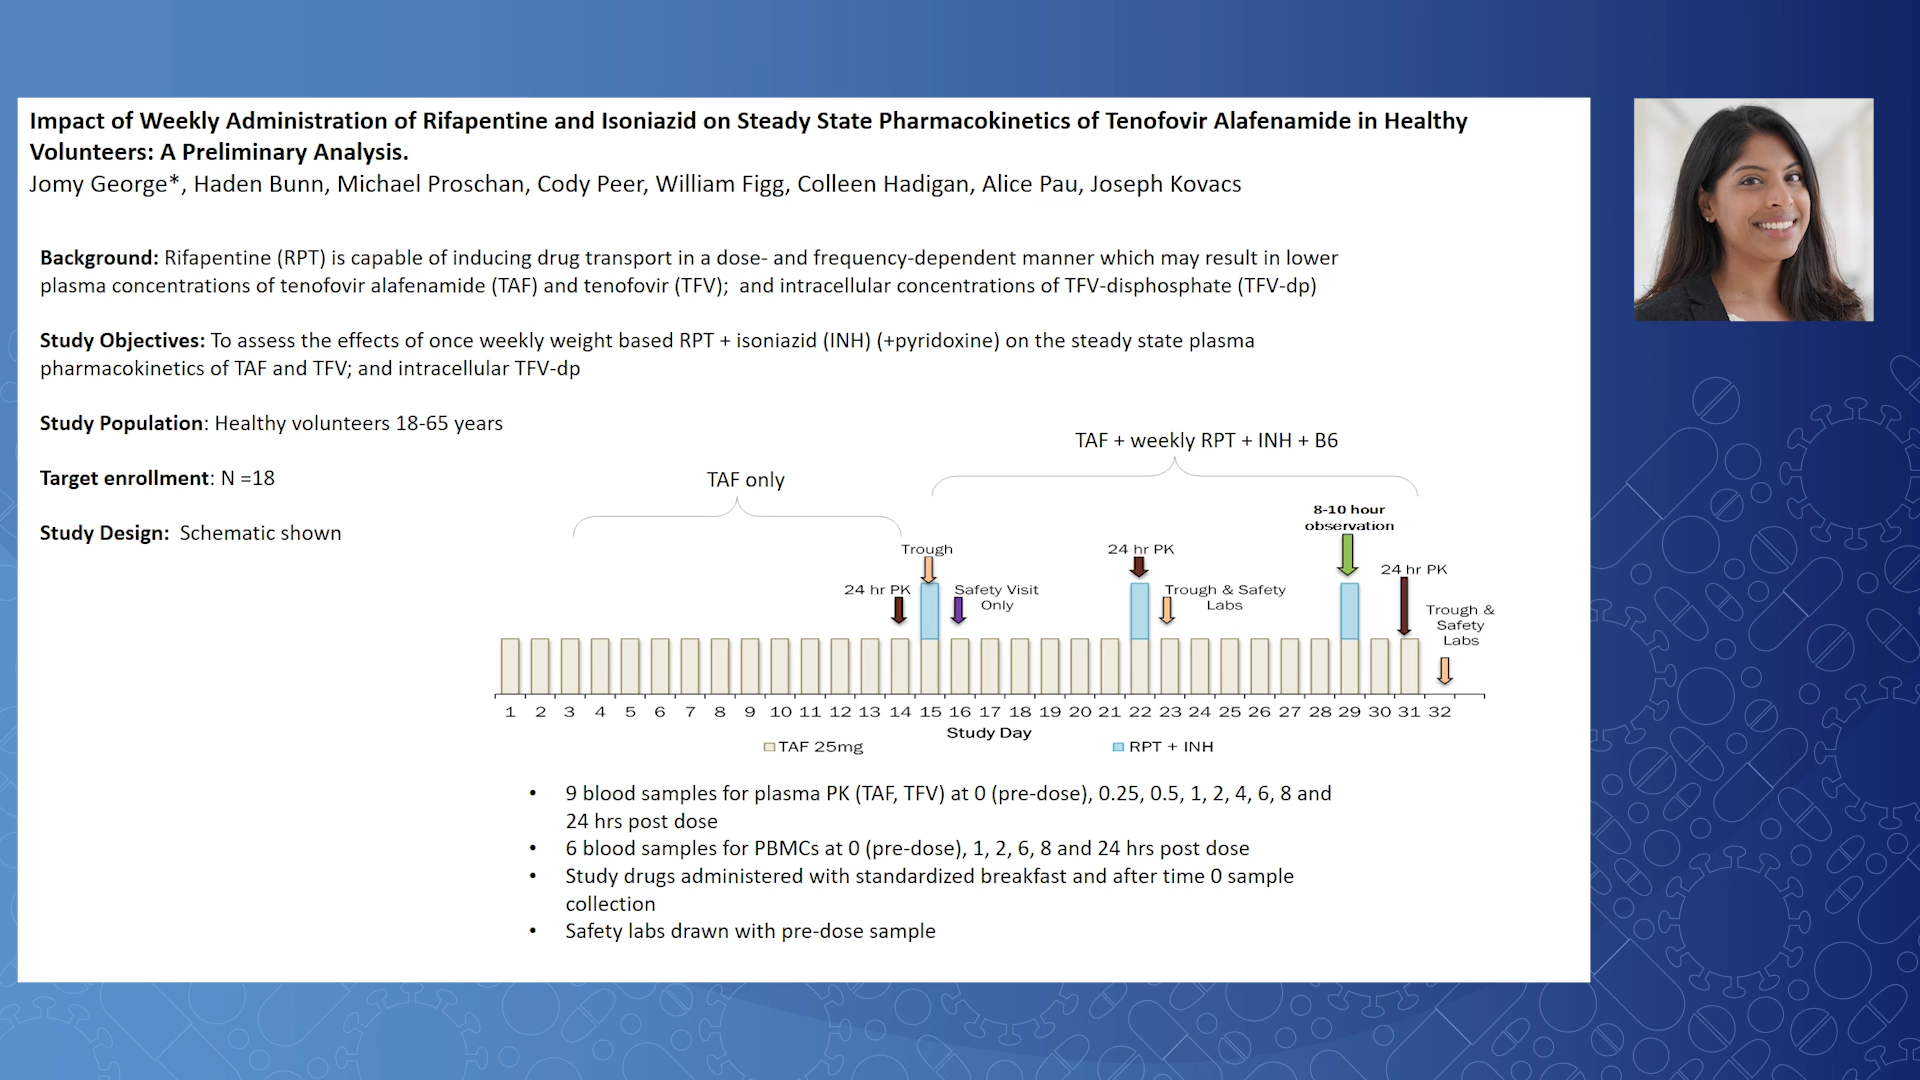 Impact of Weekly Administration of Rifapentine and Isoniazid on Steady State Pharmacokinetics of Tenofovir Alafenamide in Healthy
Volunteers: A Preliminary Analysis.
Jomy George*, Haden Bunn, Michael Proschan, Cody Peer, William Figg, Colleen Hadigan, Alice Pau, Joseph Kovacs
Background: Rifapentine (RPT) is capable of inducing drug transport in a dose- and frequency-dependent manner which may result in lower
plasma concentrations of tenofovir alafenamide (TAF) and tenofovir (TFV); and intracellular concentrations of TFV-disphosphate (TFV-dp)
Study Objectives: To assess the effects of once weekly weight based RPT + isoniazid (INH) (+pyridoxine) on the steady state plasma
pharmacokinetics of TAF and TFV; and intracellular TFV-dp
Study Population: Healthy volunteers 18-65 years
Target enrollment: N =18
Study Design: Schematic shown
TAF only
TAF + weekly RPT + INH + B6
24 hr PK
Trough
Safety Visit
Only
24 hr PK
Trough & Safety
Labs
8-10 hour
observation
24 hr PK
Trough &
Safety
Labs
1 2 3 4 5 6 7 8 9 10 11 12 13 14 15 16 17 18 19 20 21 22 23 24 25 26 27 28 29 30 31 32
Study Day
TAF 25mg
RPT + INH
• 9 blood samples for plasma PK (TAF, TFV) at 0 (pre-dose), 0.25, 0.5, 1, 2, 4, 6, 8 and
24 hrs post dose
• 6 blood samples for PBMCs at 0 (pre-dose), 1, 2, 6, 8 and 24 hrs post dose
• Study drugs administered with standardized breakfast and after time 0 sample
collection
• Safety labs drawn with pre-dose sample